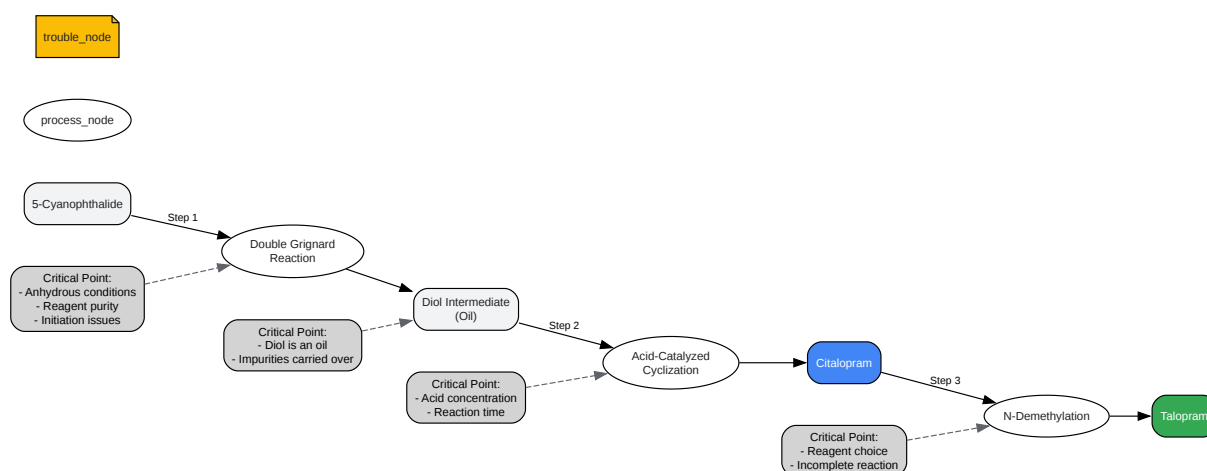 trouble_node
process_node
5-Cyanophthalide
Step 1
Double Grignard
Reaction
Critical Point:
- Anhydrous conditions
- Reagent purity
- Initiation issues
Diol Intermediate
(Oil)
Critical Point:
- Diol is an oil
- Impurities carried over
Step 2
Acid-Catalyzed
Cyclization
Critical Point:
- Acid concentration
- Reaction time
Citalopram
Step 3
N-Demethylation
Critical Point:
- Reagent choice
- Incomplete reaction
Talopram